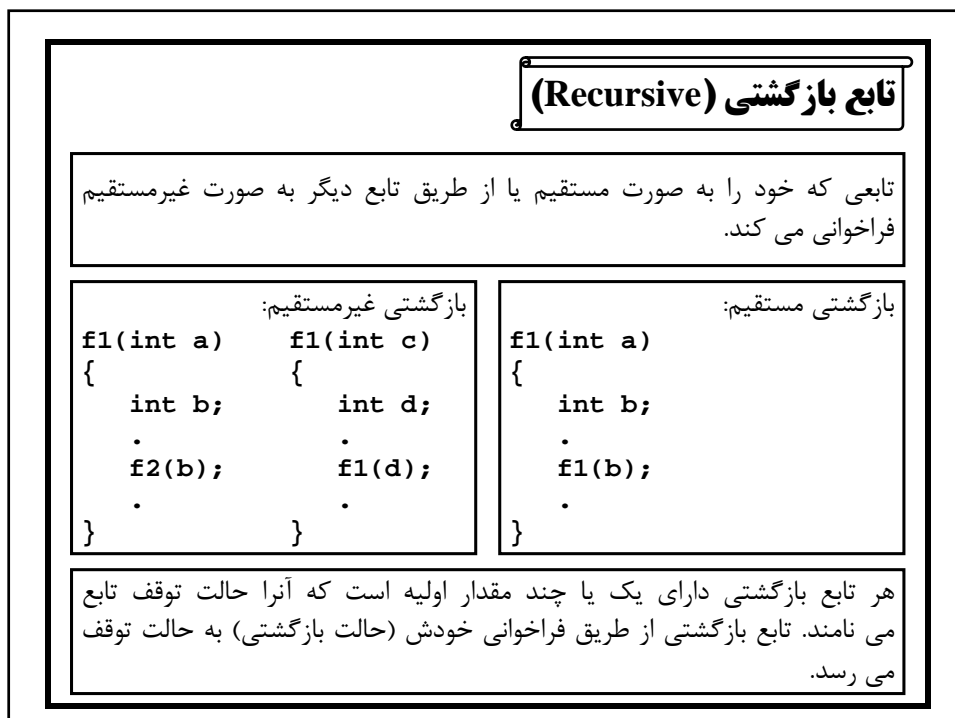 تابع بازگشتی (Recursive)
تابعی که خود را به صورت مستقیم یا از طریق تابع دیگر به صورت غیرمستقیم
فراخوانی می کند.
بازگشتی مستقیم:
f1(int a)
{
int b;
.
f1(b);
.
}
بازگشتی غیرمستقیم:
f1(int a) f1(int c)
{ {
int b; int d;
. .
f2(b); f1(d);
. .
} }
هر تابع بازگشتی دارای یک یا چند مقدار اولیه است که آنرا حالت توقف تابع
می نامند. تابع بازگشتی از طریق فراخوانی خودش (حالت بازگشتی) به حالت توقف
می رسد.